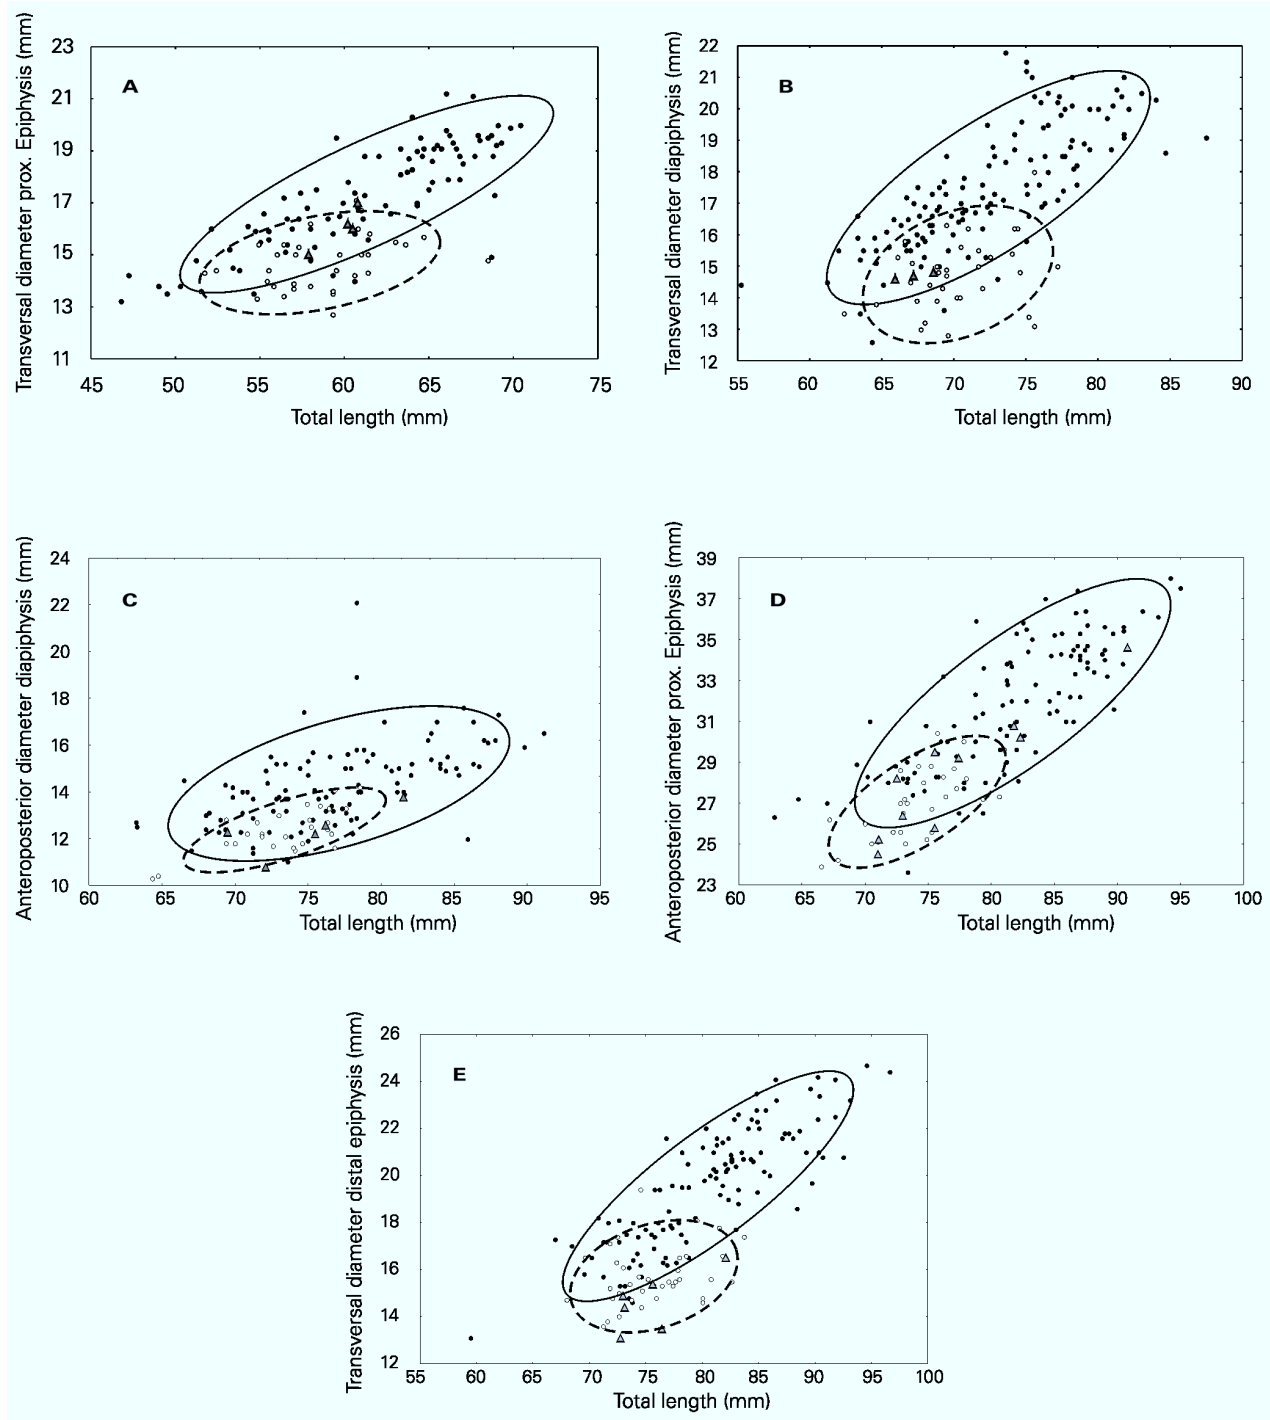 Transversal diameter prox. Epiphysis (mm)
23
21
19
17
15
13
11
A
45 50 55 60 65 70 75
Total length (mm)
Transversal diameter diapiphysis (mm)
22
21
20
19
18
17
16
15
14
13
12
B
55 60 65 70 75 80 85 90
Total length (mm)
Anteroposterior diameter diapiphysis (mm)
24
22
20
18
16
14
12
10
C
60 65 70 75 80 85 90 95
Total length (mm)
Anteroposterior diameter prox. Epiphysis (mm)
39
37
35
33
31
29
27
25
23
D
60 65 70 75 80 85 90 95 100
Total length (mm)
Transversal diameter distal epiphysis (mm)
26
24
22
20
18
16
14
12
E
55 60 65 70 75 80 85 90 95 100
Total length (mm)